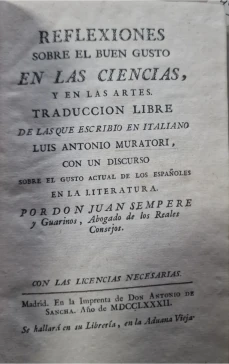 REFLEXIONES
SOBRE EL BUEN GUSTO
EN LAS CIENCIAS,
Y EN LAS ARTES.
TRADUCCION LIBRE
DE LAS QUE ESCRIBIO EN ITALIANO
LUIS ANTONIO MURATORI,
CON UN DISCURSO
SOBRE EL GUSTO ACTUAL DE LOS ESPAÑOLES
EN LA LITERATURA.
POR DON JUAN SEMPERE
y Guarinos, Abogado de los Reales
Consejos.
CON LAS LICENCIAS NECESARIAS.
Madrid. En la Imprenta de DON ANTONIO DE
SANCHA. Año de MDCCLXXXII.
Se hallará en su Librería, en la Aduana Vieja.